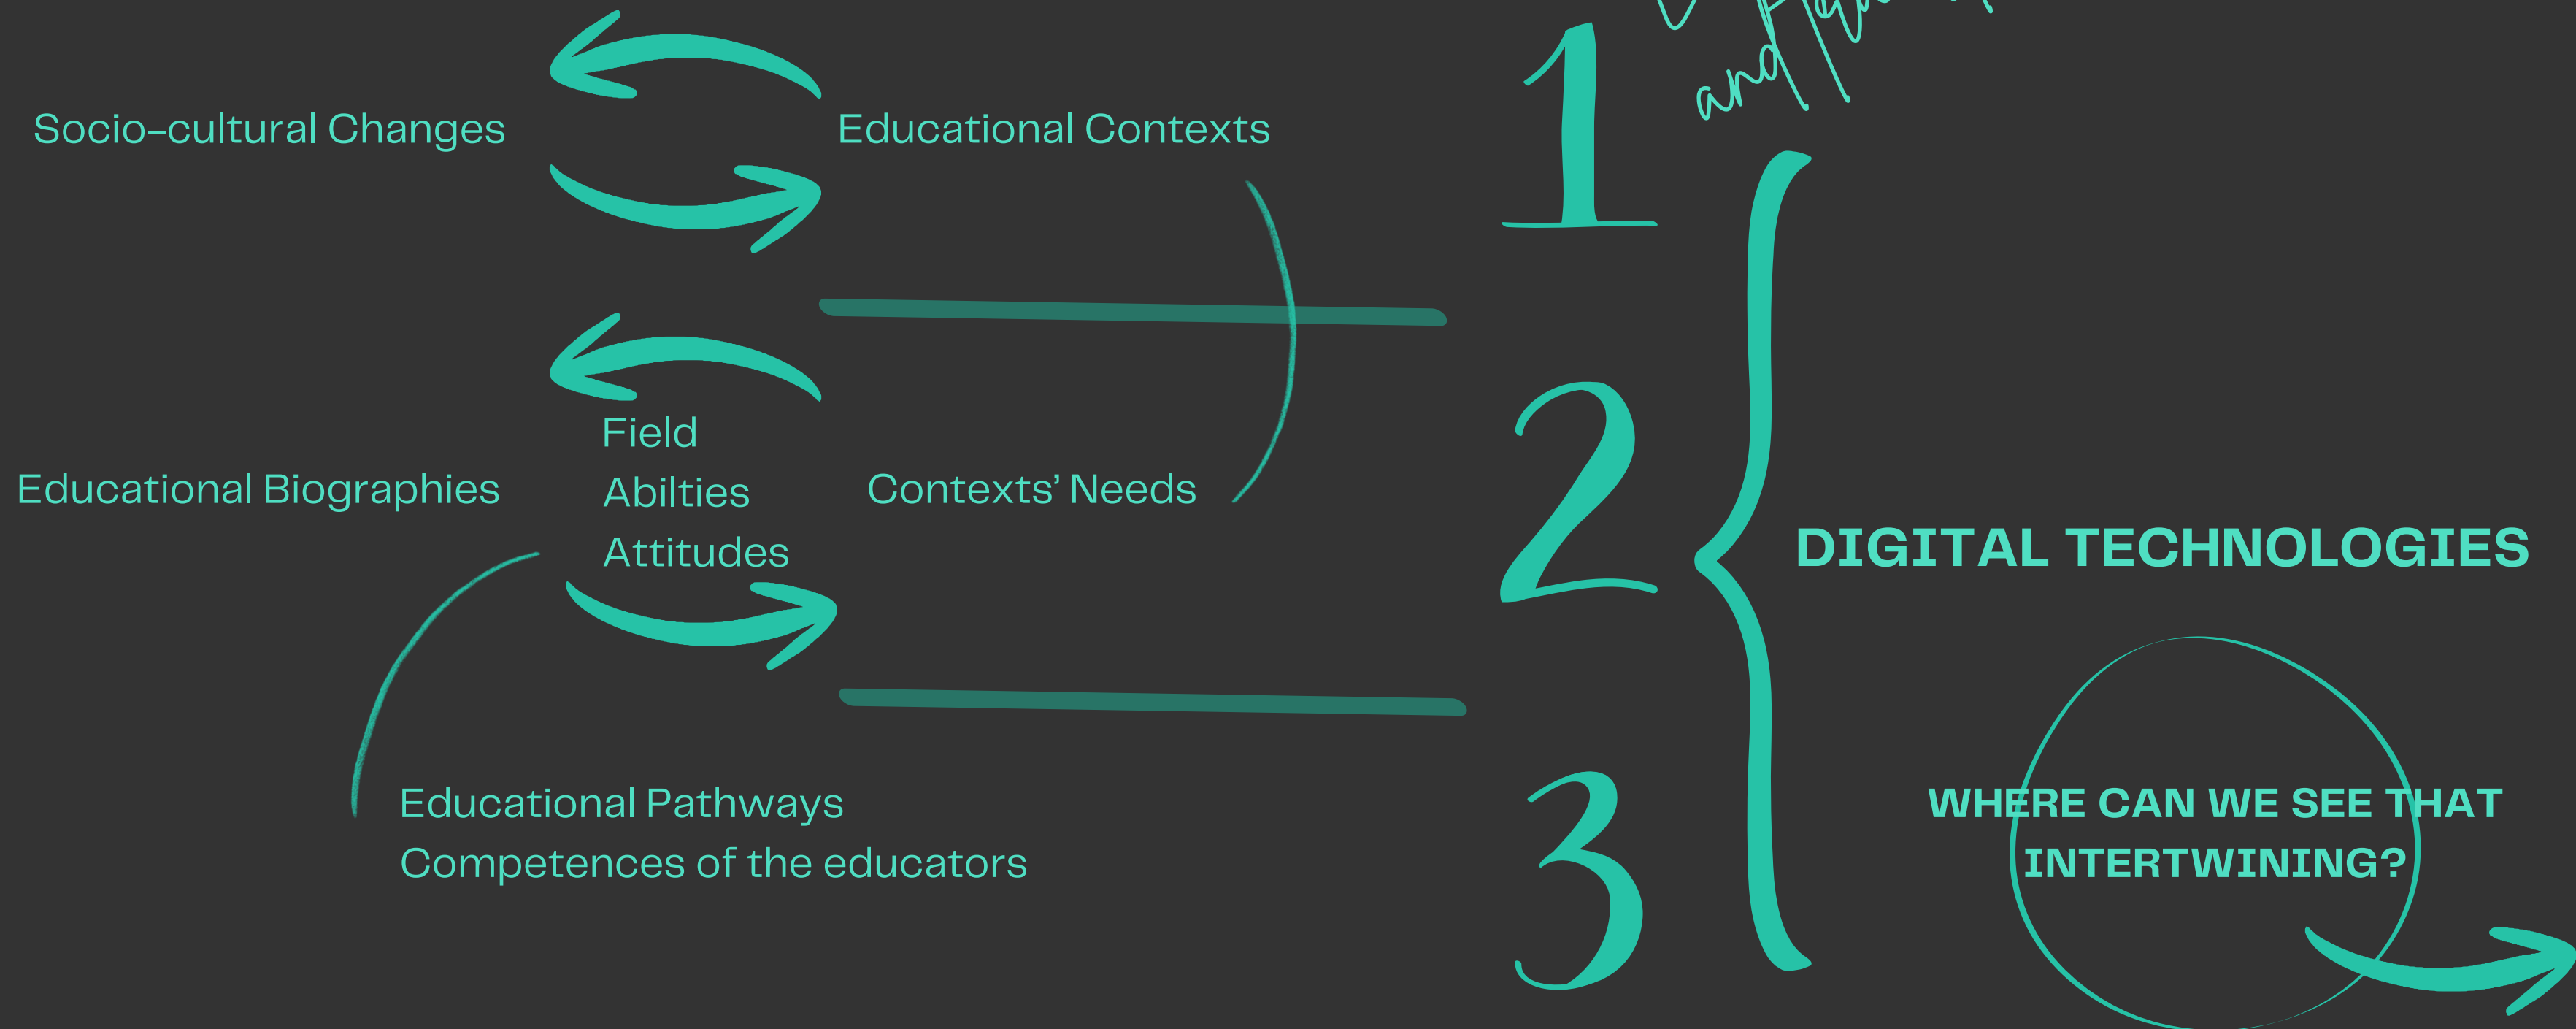 and
Socio-cultural Changes
Educational Contexts
1
Educational Biographies
Field
Abilties
Attitudes
Contexts' Needs
2
Educational Pathways
Competences of the educators
3
DIGITAL TECHNOLOGIES
WHERE CAN WE SEE THAT
INTERTWINING?